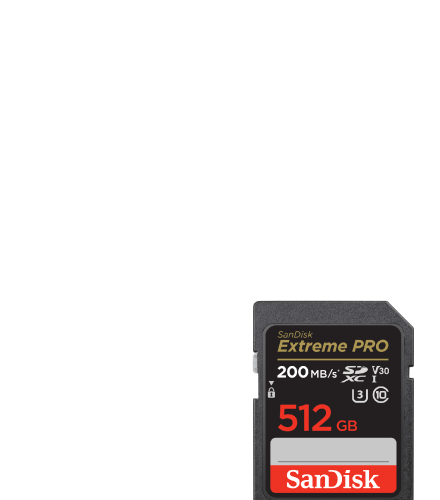 SanDisk
Extreme PRO
200 MB/s* SD XC V30 I
3 10
512 GB
SanDisk